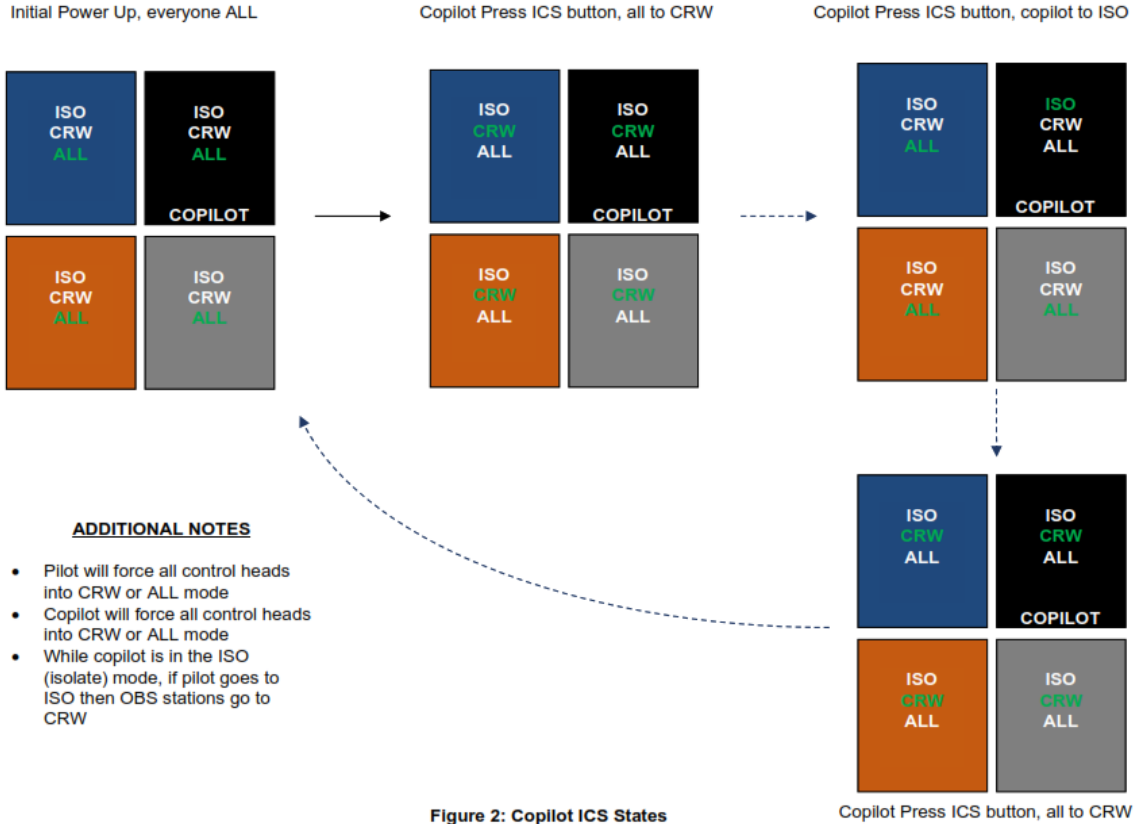 Initial Power Up, everyone ALL
Copilot Press ICS button, all to CRW
Copilot Press ICS button, copilot to ISO
ISO
CRW
ALL
ISO
CRW
ALL
COPILOT
ISO
CRW
ALL
ISO
CRW
ALL
ISO
CRW
ALL
ISO
CRW
ALL
COPILOT
ISO
CRW
ALL
ISO
CRW
ALL
ISO
CRW
ALL
ISO
CRW
ALL
COPILOT
ISO
CRW
ALL
ISO
CRW
ALL
ISO
CRW
ALL
ISO
CRW
ALL
COPILOT
ISO
CRW
ALL
ISO
CRW
ALL
Copilot Press ICS button, all to CRW
ADDITIONAL NOTES
• Pilot will force all control heads
into CRW or ALL mode
• Copilot will force all control heads
into CRW or ALL mode
• While copilot is in the ISO
(isolate) mode, if pilot goes to
ISO then OBS stations go to
CRW
Figure 2: Copilot ICS States